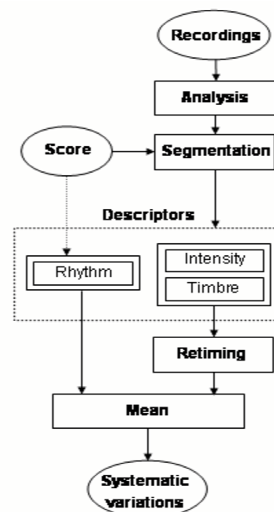 Recordings
Analysis
Score
Segmentation
Descriptors
Rhythm
Intensity
Timbre
Retiming
Mean
Systematic
variations